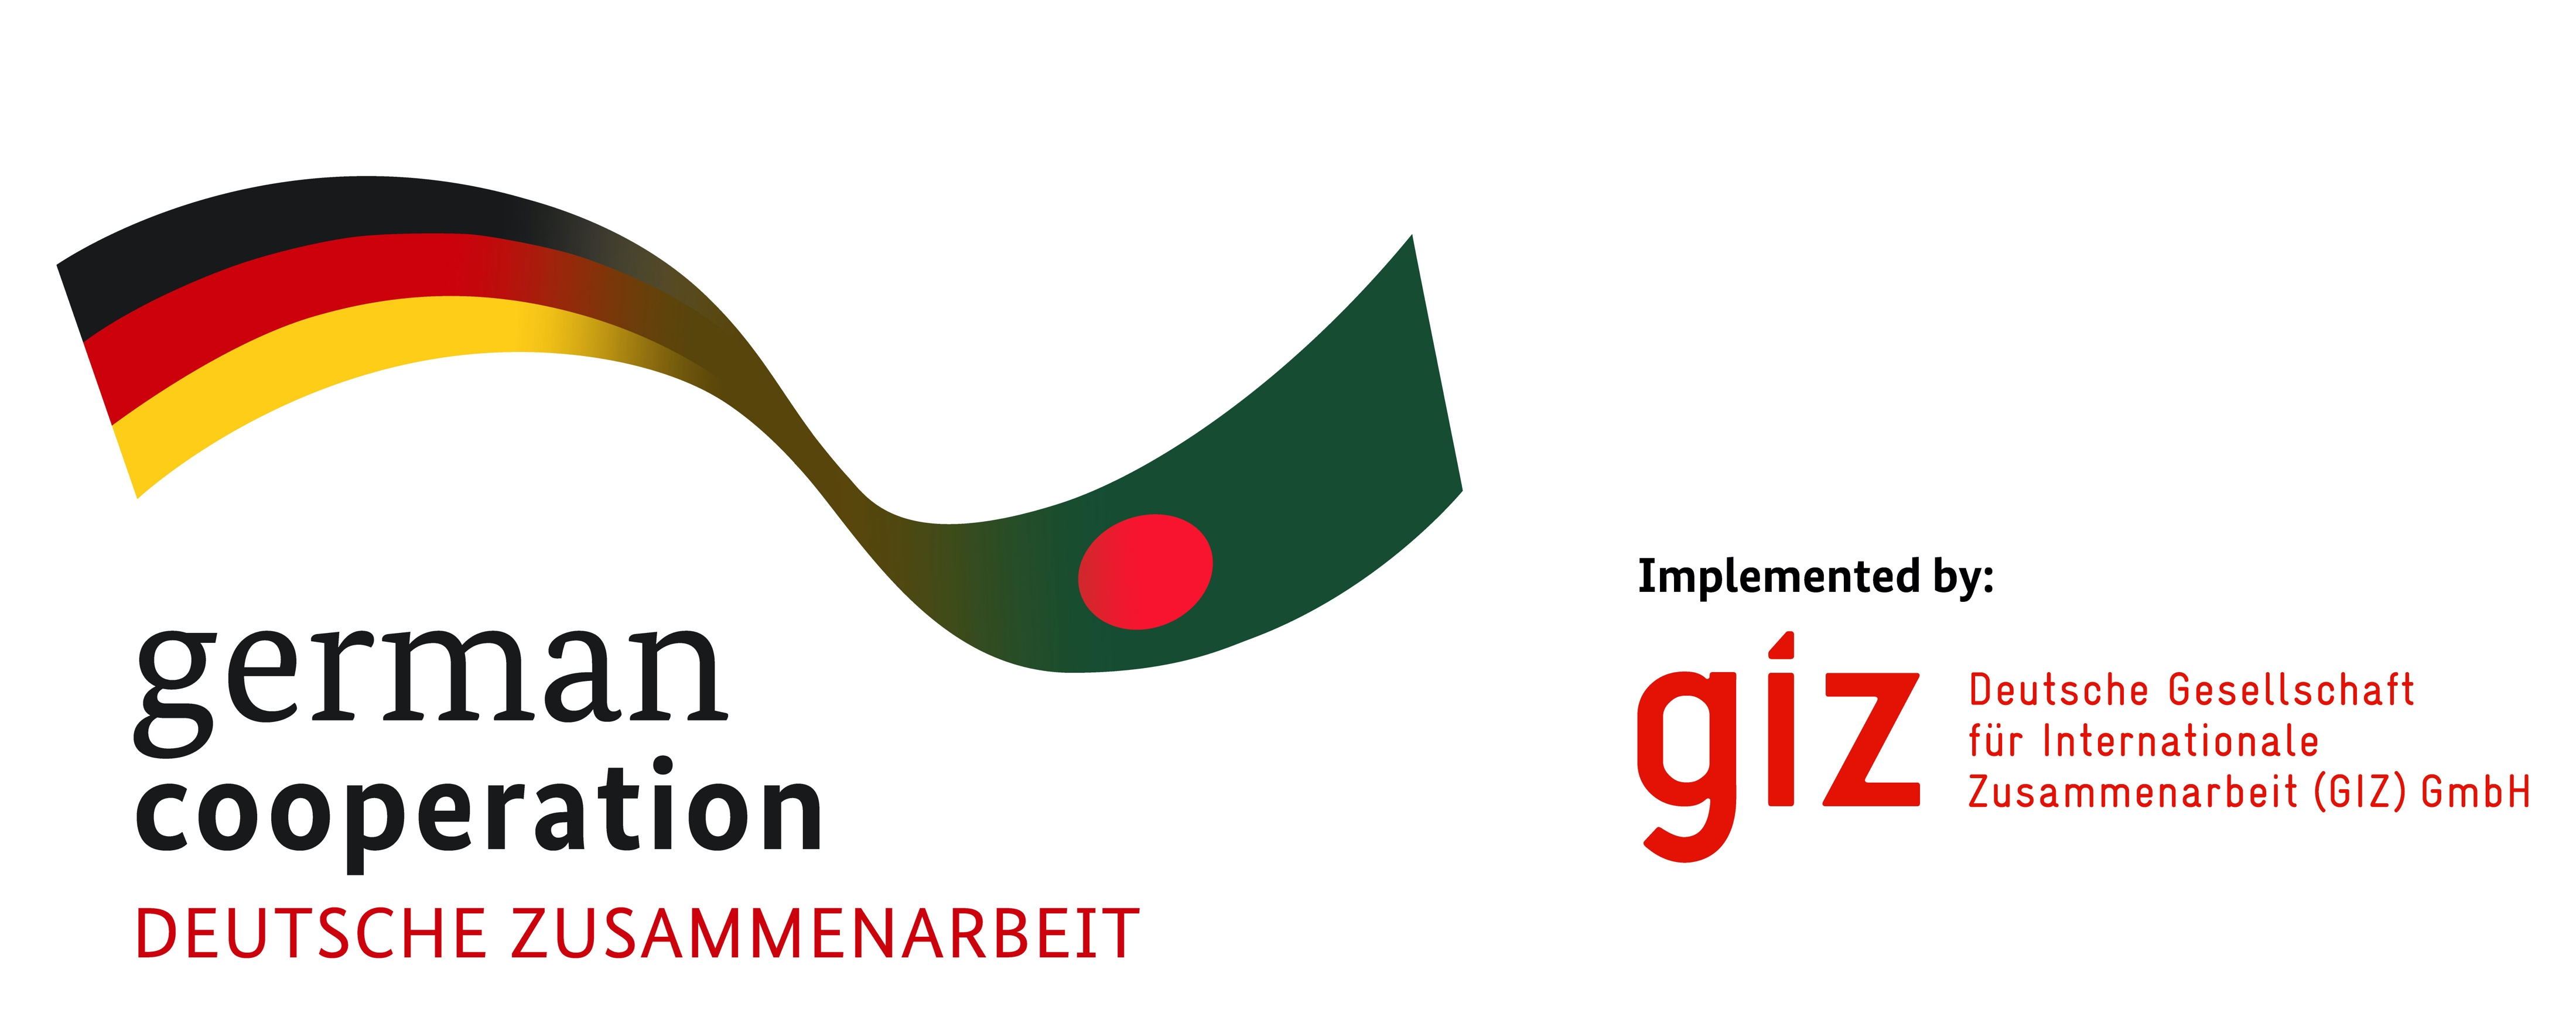 german
cooperation
DEUTSCHE ZUSAMMENARBEIT
Implemented by:
giz
Deutsche Gesellschaft
für Internationale
Zusammenarbeit (GIZ) GmbH